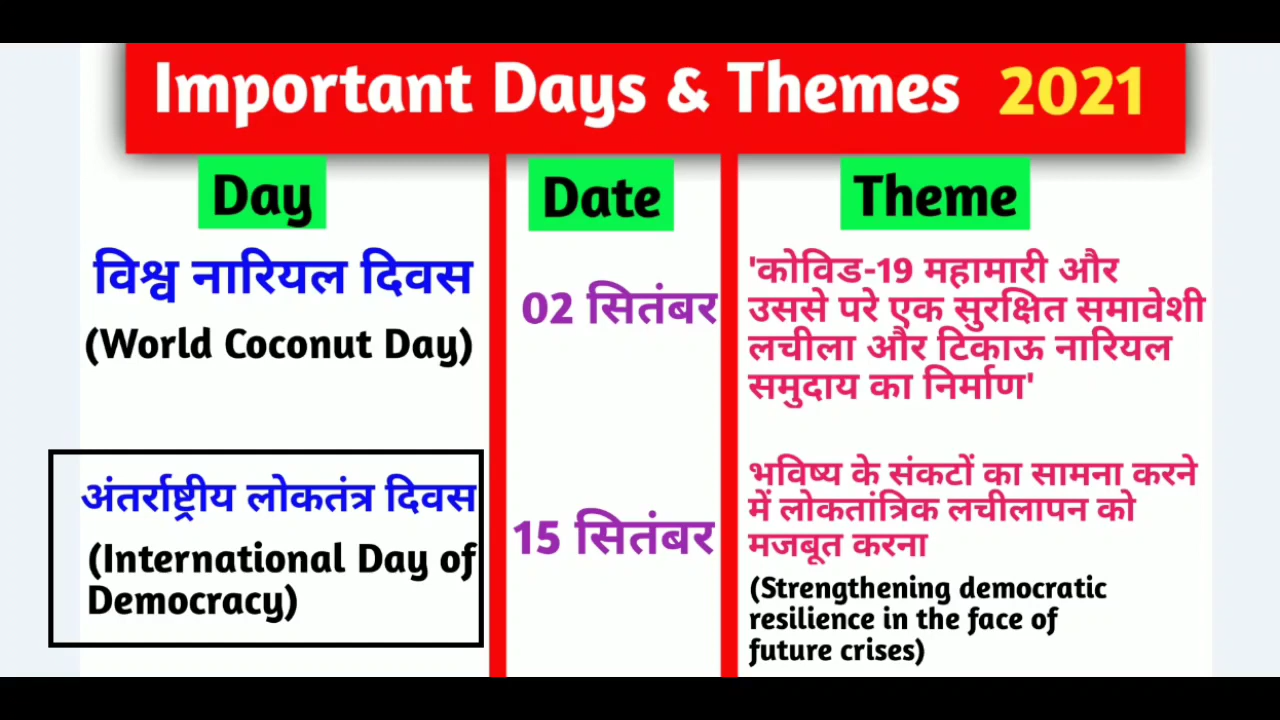 Important Days & Themes 2021
Day
Date
Theme
विश्व नारियल दिवस
(World Coconut Day)
02 सितंबर
'कोविड-19 महामारी और
उससे परे एक सुरक्षित समावेशी
लचीला और टिकाऊ नारियल
समुदाय का निर्माण'
अंतर्राष्ट्रीय लोकतंत्र दिवस
(International Day of
Democracy)
15 सितंबर
भविष्य के संकटों का सामना करने
में लोकतांत्रिक लचीलापन को
मजबूत करना
(Strengthening democratic
resilience in the face of
future crises)